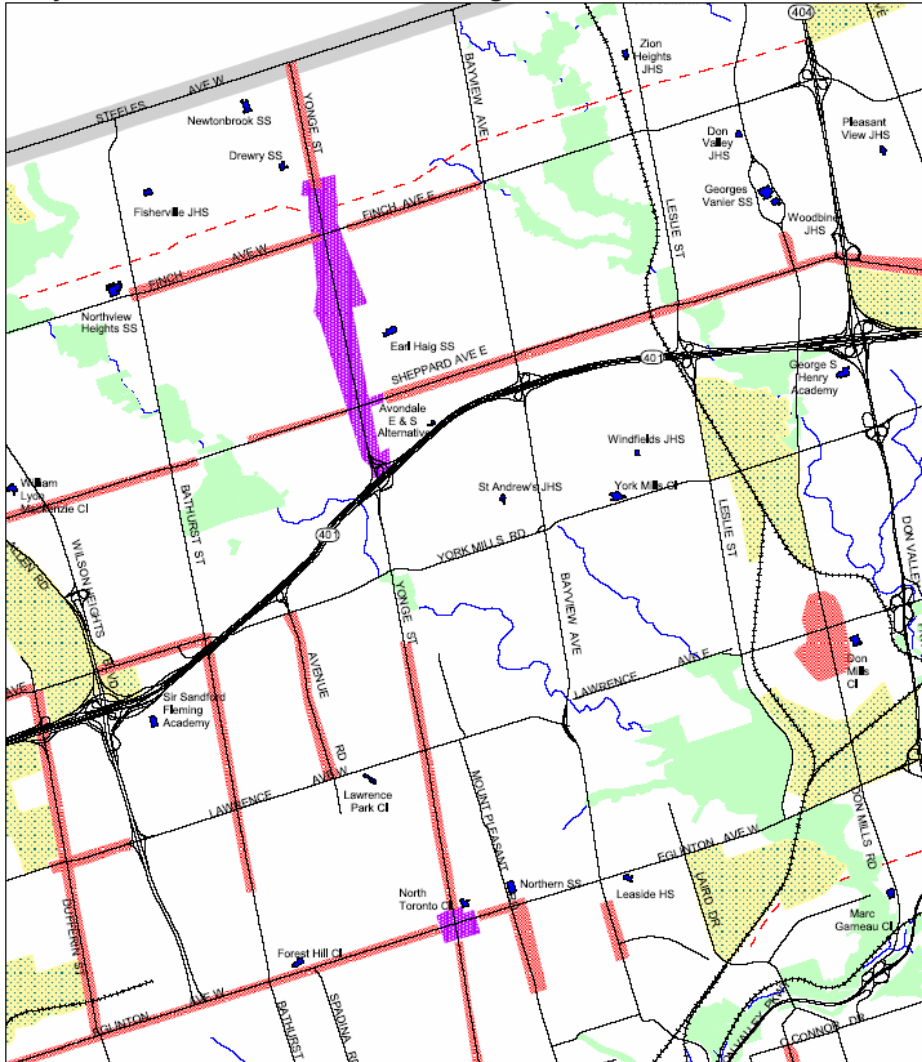 404
AVE
Zion
Heights
JHS
STEELES AVE W
YONGE ST
BAYVIEW AVE
Newtonbrook SS
Don
Valley
JHS
Pleasant
View JHS
Drewry SS
Georges
Vanier SS
Fisherville JHS
LESLIE ST
Woodbine
JHS
FINCH AVE E
FINCH AVE W
Northview
Heights SS
Earl Haig SS
401
SHEPPARD AVE E
George S
Henry
Academy
Avondale
E & S
Alternative
Windfields JHS
William
Lyon
MacKenzie CI
BATHURST ST
St Andrew's JHS
York Mills CI
LESLIE ST
401
YORK MILLS RD
DON VALLEY
WILSON HEIGHTS
BLVD
ALLEN RD
YONGE ST
BAYVIEW AVE
AVENUE
RD
LAWRENCE AVE E
Don
Mills
CI
AVE
Sir Sandford
Fleming
Academy
LAWRENCE AVE W
Lawrence
Park CI
MOUNT PLEASANT
DON MILLS RD
EGLINTON AVE W
North
Toronto CI
Northern SS
Leaside HS
LAIRD DR
Marc
Garneau CI
DUFFERIN ST
Forest Hill CI
EGLINTON AVE W
BATHURST
SPADINA RD
VALLEY PKWY
O'CONNOR DR